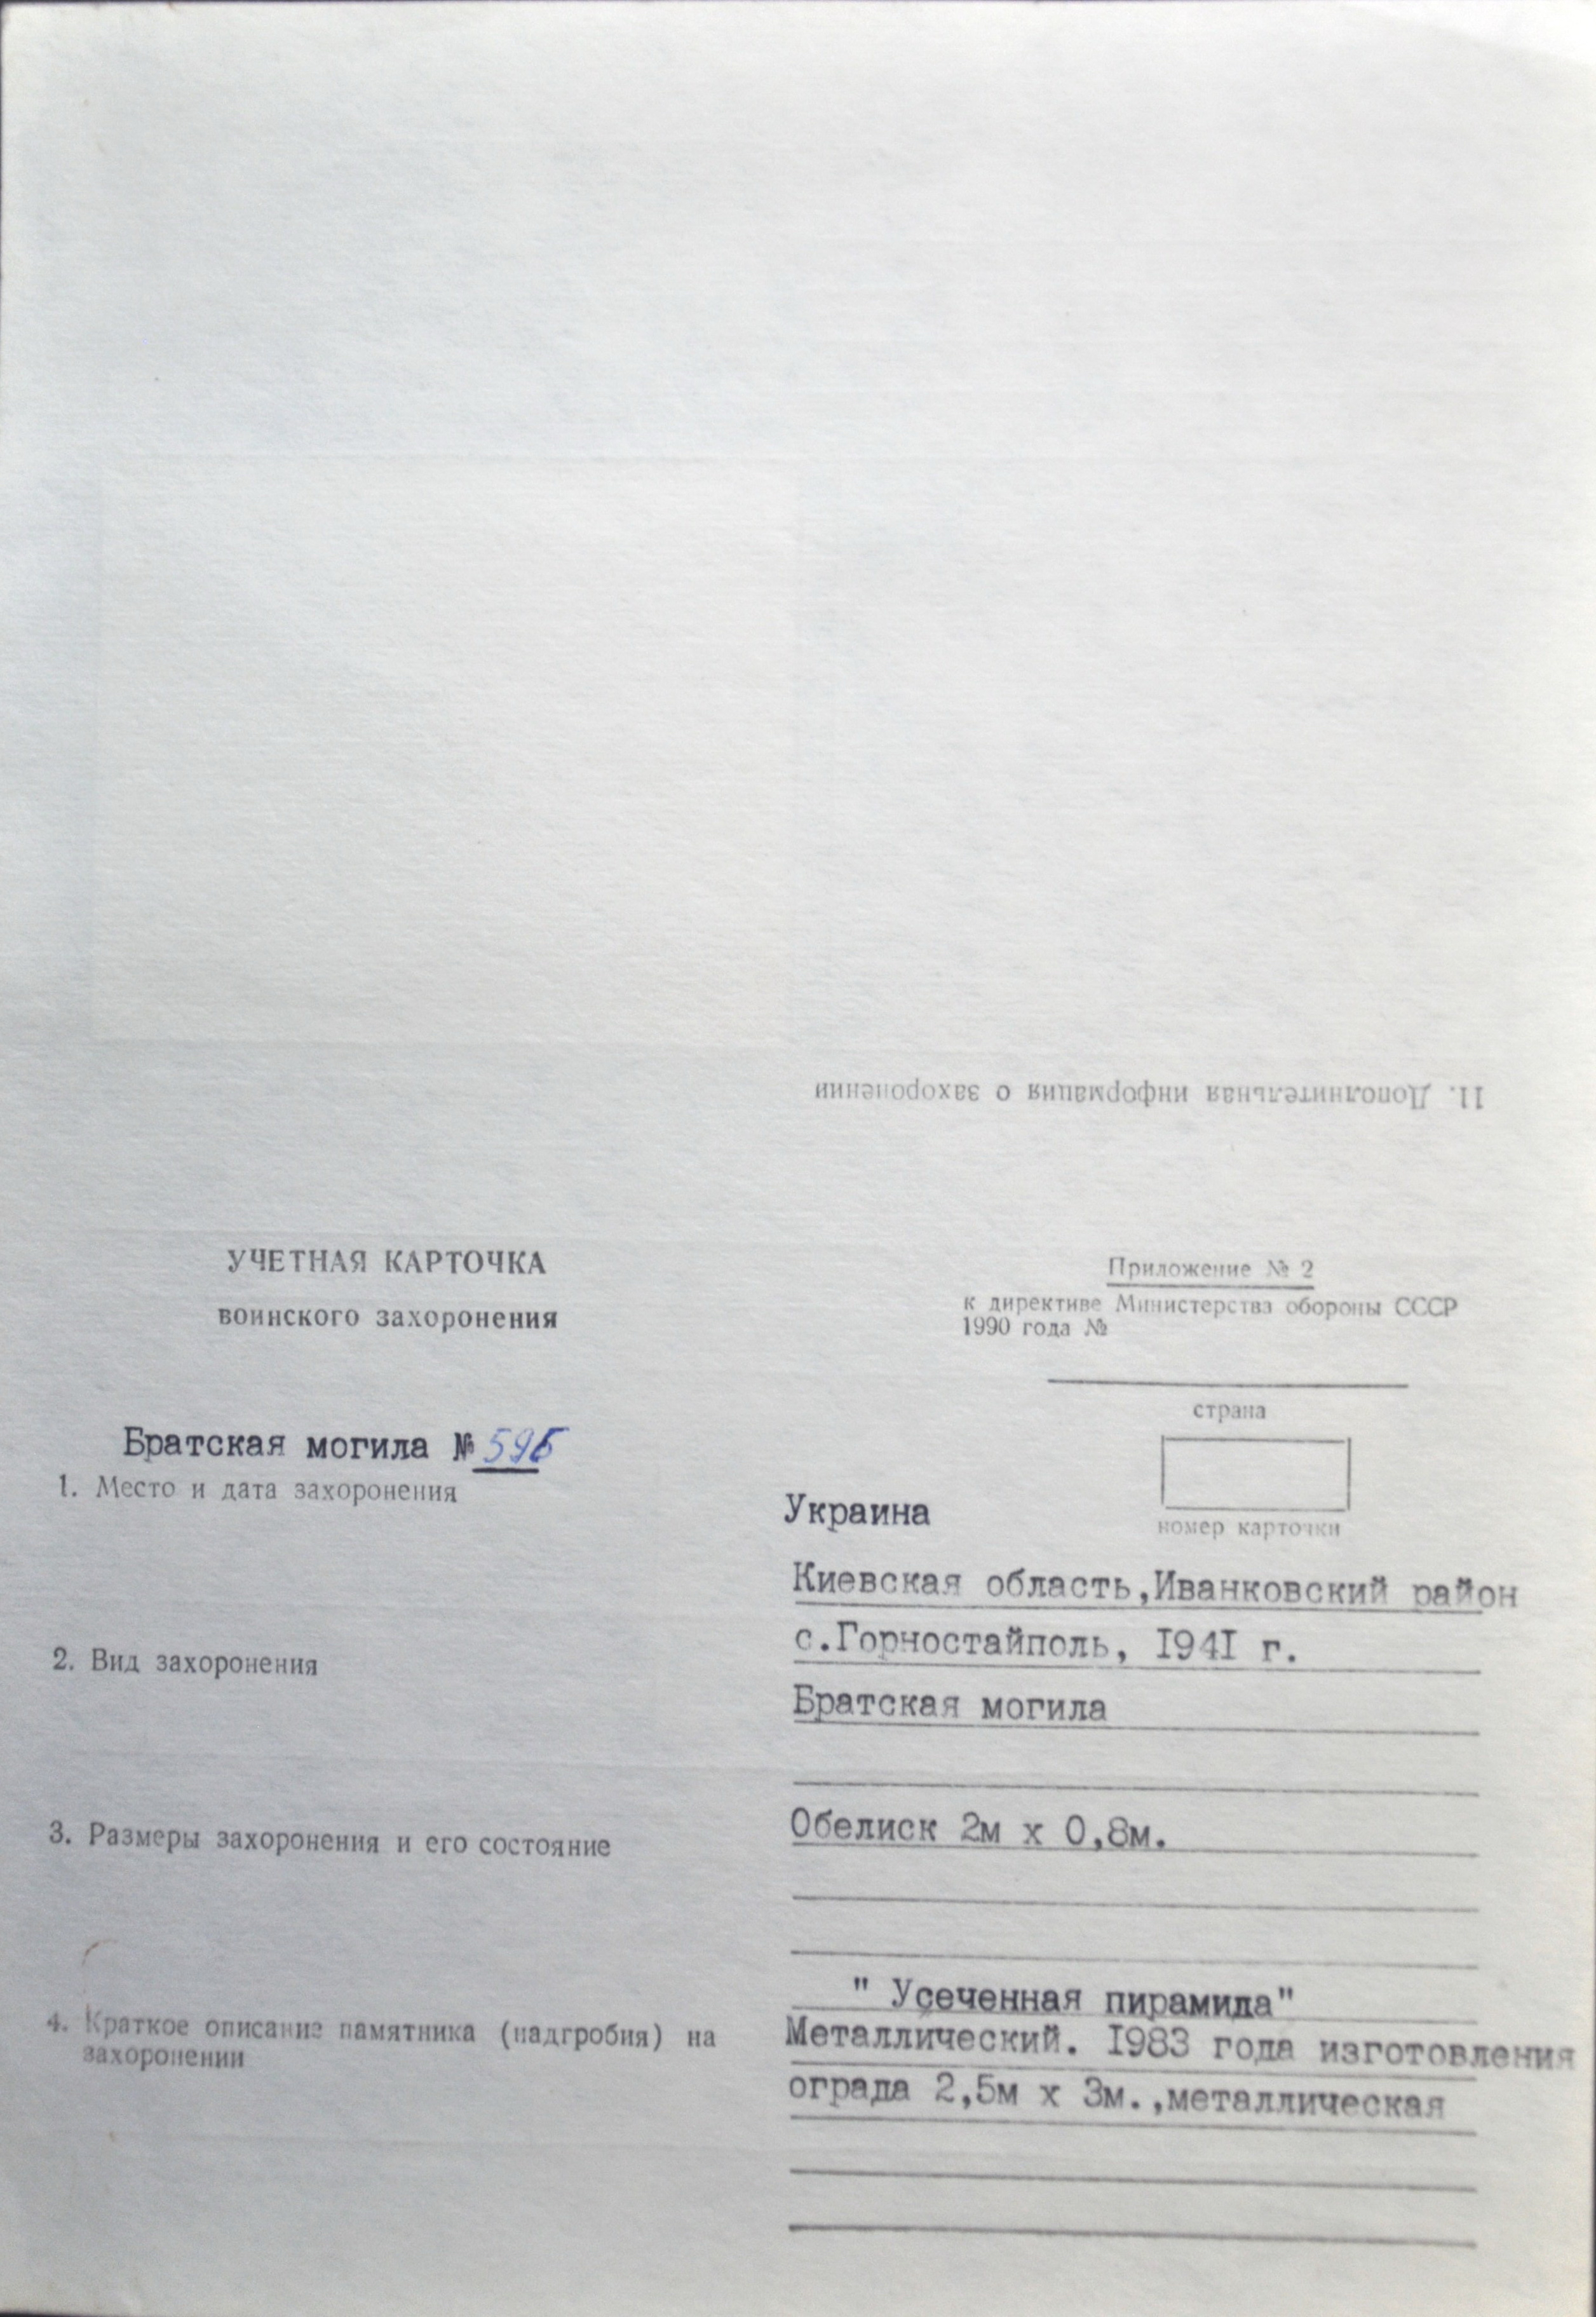 11. Дополнительная информация о захоронении
УЧЕТНАЯ КАРТОЧКА
воинского захоронения
Приложение № 2
к директиве Министерства обороны СССР
1990 года №
страна
номер карточки
Братская могила №
1. Место и дата захоронения
Украина
Киевская область,Иванковский район
с.Горностайполь, 1941 г.
2. Вид захоронения
Братская могила
3. Размеры захоронения и его состояние
Обелиск 2м х 0,8м.
4. Краткое описание памятника (надгробия) на
захоронении
" Усеченная пирамида"
Металлический. 1983 года изготовления
ограда 2,5м х 3м.,металлическая